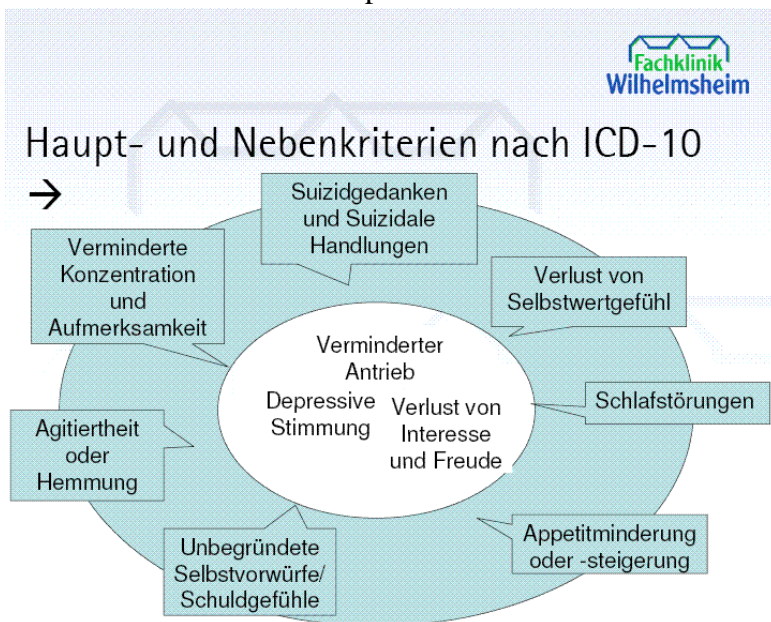 Fachklinik
Wilhelmsheim
Haupt- und Nebenkriterien nach ICD-10
→
Suizidgedanken
und Suizidale
Handlungen
Verminderte
Konzentration
und
Aufmerksamkeit
Verlust von
Selbstwertgefühl
Verminderter
Antrieb
Depressive
Stimmung
Verlust von
Interesse
und Freude
Schlafstörungen
Agitiertheit
oder
Hemmung
Appetitminderung
oder -steigerung
Unbegründete
Selbstvorwürfe/
Schuldgefühle